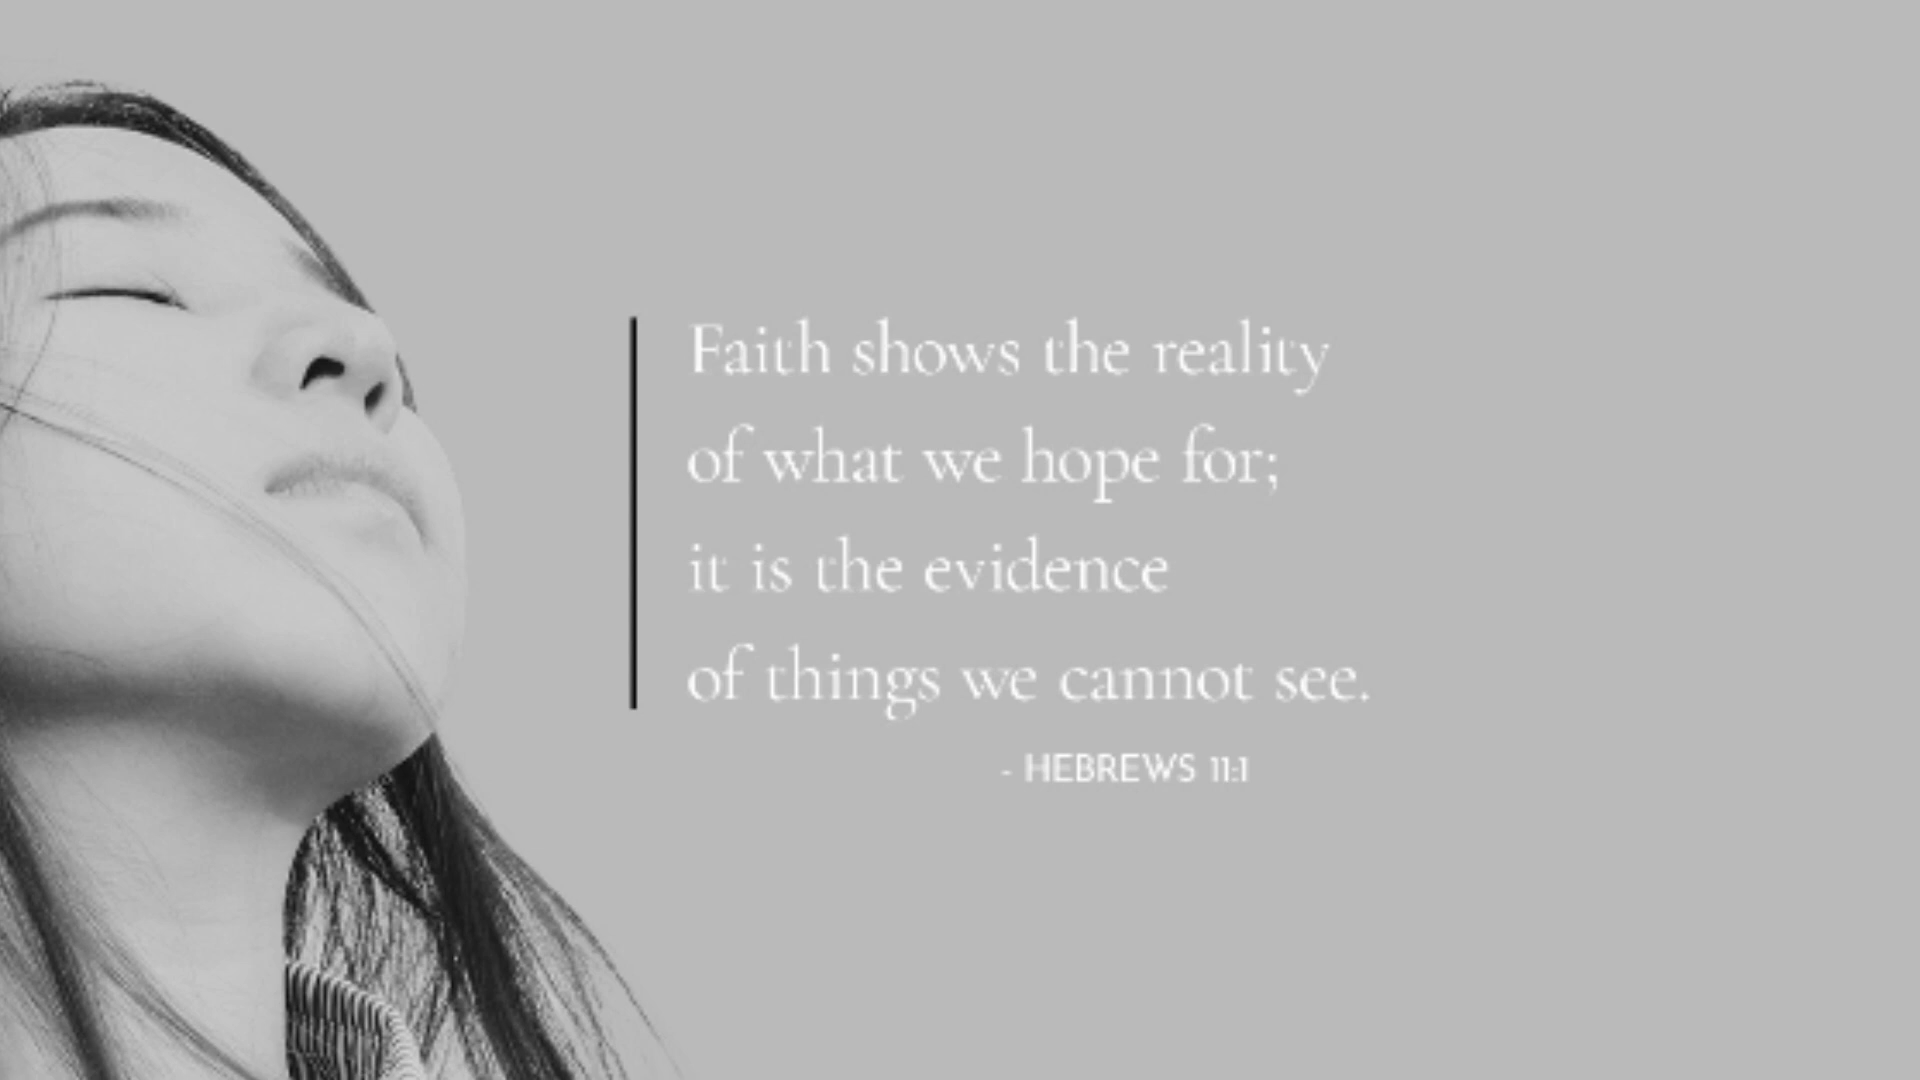 Faith shows the reality
of what we hope for;
it is the evidence
of things we cannot see.
- HEBREWS 11:1